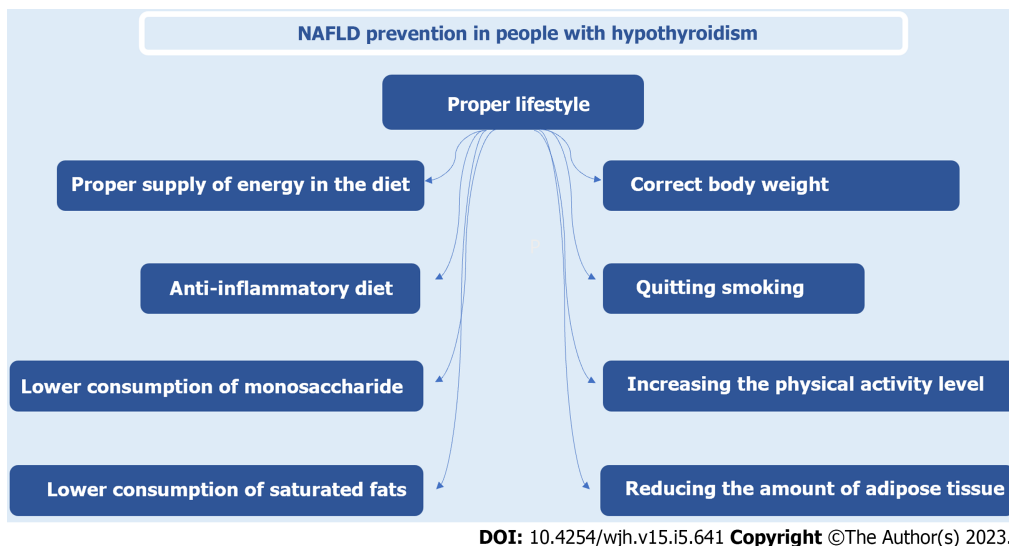 NAFLD prevention in people with hypothyroidism
Proper lifestyle
Proper supply of energy in the diet
Correct body weight
Anti-inflammatory diet
Quitting smoking
Lower consumption of monosaccharide
Increasing the physical activity level
Lower consumption of saturated fats
Reducing the amount of adipose tissue
P
DOI: 10.4254/wjh.v15.i5.641 Copyright ©The Author(s) 2023.